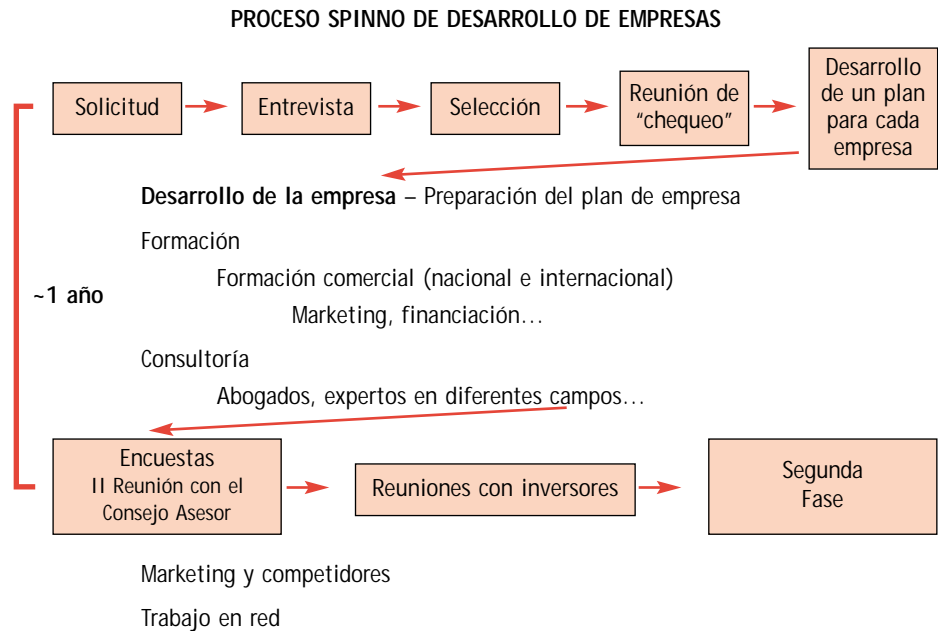 PROCESO SPINNO DE DESARROLLO DE EMPRESAS
Solicitud
Entrevista
Selección
Reunión de
“chequeo”
Desarrollo
de un plan
para cada
empresa
Desarrollo de la empresa – Preparación del plan de empresa
Formación
Formación comercial (nacional e internacional)
Marketing, financiación…
~1 año
Consultoría
Abogados, expertos en diferentes campos…
Encuestas
II Reunión con el
Consejo Asesor
Reuniones con inversores
Segunda
Fase
Marketing y competidores
Trabajo en red